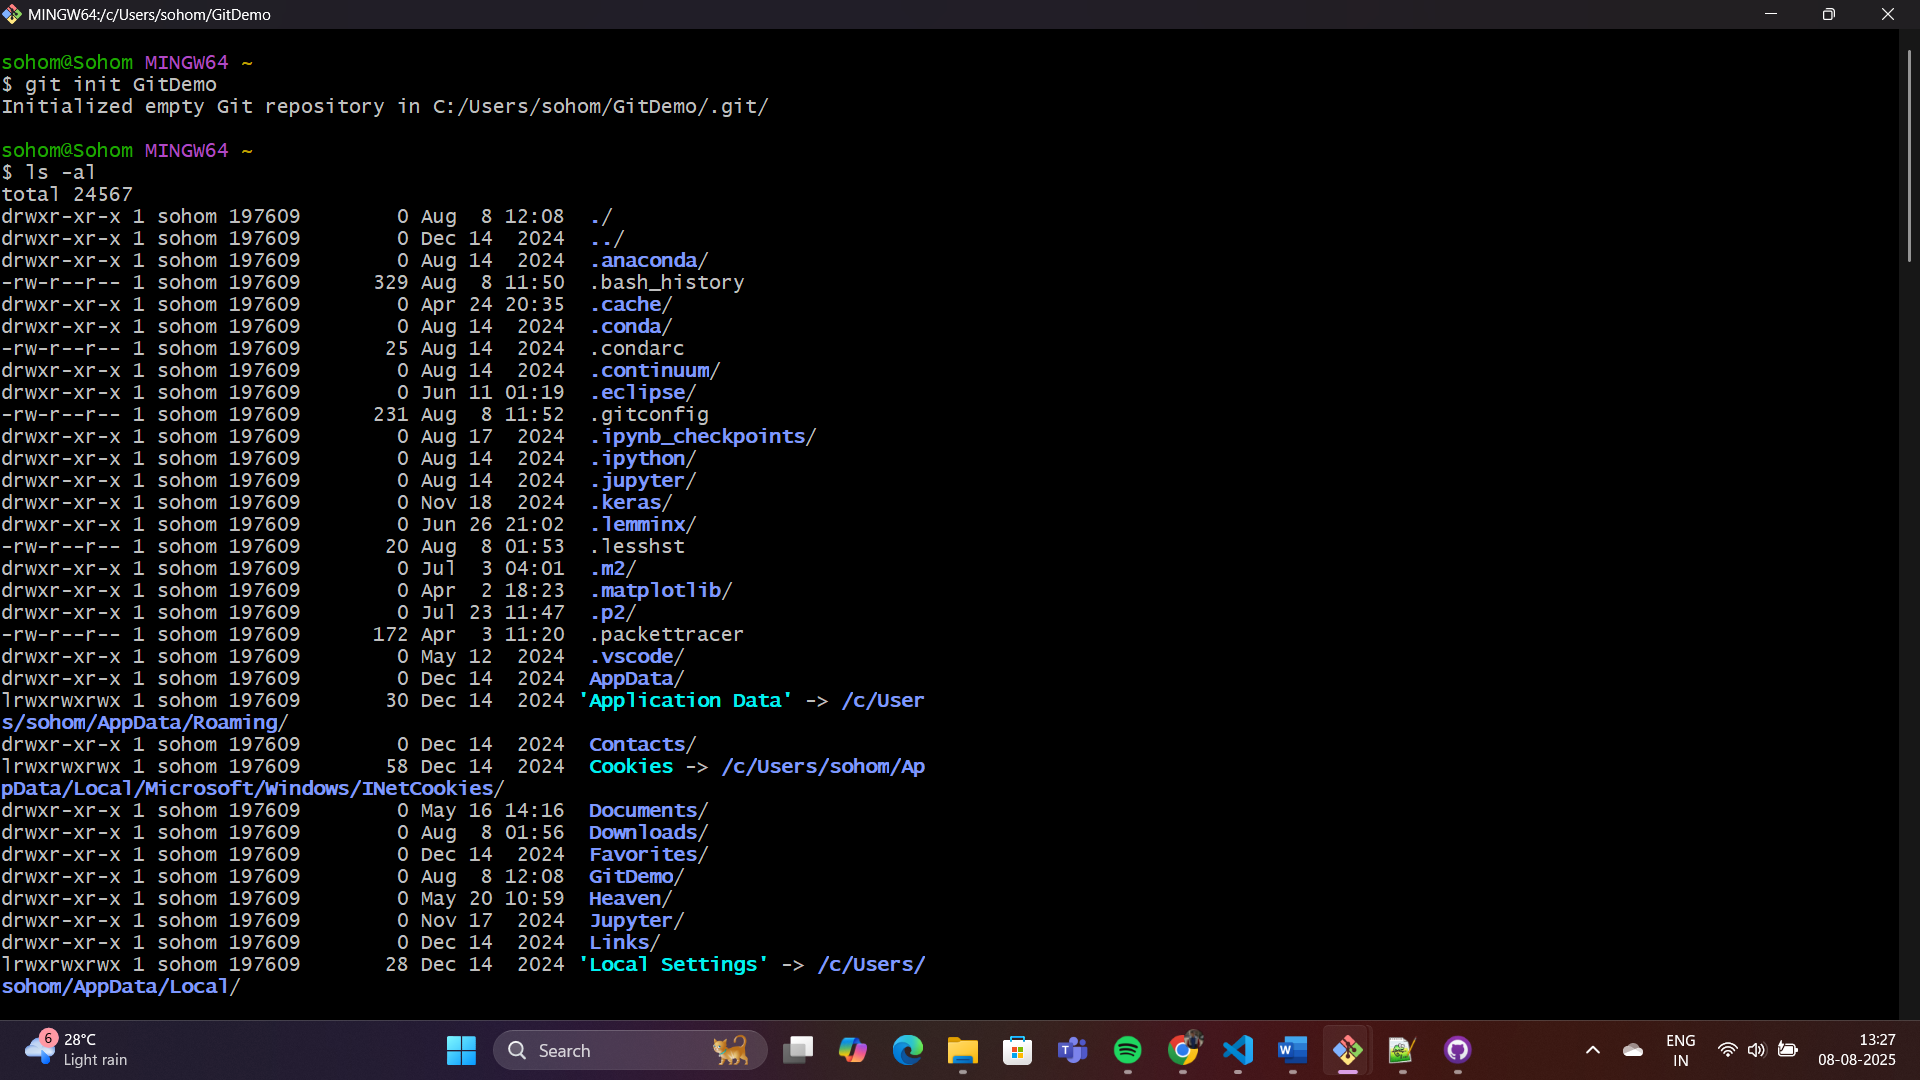 MINGW64:/c/Users/sohom/GitDemo
sohom@Sohom MINGW64 ~
$ git init GitDemo
Initialized empty Git repository in C:/Users/sohom/GitDemo/.git/
sohom@Sohom MINGW64 ~
$ ls -al
total 24567
drwxr-xr-x 1 sohom 197609        0 Aug  8 12:08  ./
drwxr-xr-x 1 sohom 197609        0 Dec 14  2024  ../
drwxr-xr-x 1 sohom 197609        0 Aug 14  2024  .anaconda/
-rw-r--r-- 1 sohom 197609      329 Aug  8 11:50  .bash_history
drwxr-xr-x 1 sohom 197609        0 Apr 24 20:35  .cache/
drwxr-xr-x 1 sohom 197609        0 Aug 14  2024  .conda/
-rw-r--r-- 1 sohom 197609       25 Aug 14  2024  .condarc
drwxr-xr-x 1 sohom 197609        0 Aug 14  2024  .continuum/
drwxr-xr-x 1 sohom 197609        0 Jun 11 01:19  .eclipse/
-rw-r--r-- 1 sohom 197609      231 Aug  8 11:52  .gitconfig
drwxr-xr-x 1 sohom 197609        0 Aug 17  2024  .ipynb_checkpoints/
drwxr-xr-x 1 sohom 197609        0 Aug 14  2024  .ipython/
drwxr-xr-x 1 sohom 197609        0 Aug 14  2024  .jupyter/
drwxr-xr-x 1 sohom 197609        0 Nov 18  2024  .keras/
drwxr-xr-x 1 sohom 197609        0 Jun 26 21:02  .lemminx/
-rw-r--r-- 1 sohom 197609       20 Aug  8 01:53  .lesshst
drwxr-xr-x 1 sohom 197609        0 Jul  3 04:01  .m2/
drwxr-xr-x 1 sohom 197609        0 Apr  2 18:23  .matplotlib/
drwxr-xr-x 1 sohom 197609        0 Jul 23 11:47  .p2/
-rw-r--r-- 1 sohom 197609      172 Apr  3 11:20  .packettracer
drwxr-xr-x 1 sohom 197609        0 May 12  2024  .vscode/
drwxr-xr-x 1 sohom 197609        0 Dec 14  2024  AppData/
lrwxrwxrwx 1 sohom 197609       30 Dec 14  2024 'Application Data' -> /c/User
s/sohom/AppData/Roaming/
drwxr-xr-x 1 sohom 197609        0 Dec 14  2024  Contacts/
lrwxrwxrwx 1 sohom 197609       58 Dec 14  2024  Cookies -> /c/Users/sohom/Ap
pData/Local/Microsoft/Windows/INetCookies/
drwxr-xr-x 1 sohom 197609        0 May 16 14:16  Documents/
drwxr-xr-x 1 sohom 197609        0 Aug  8 01:56  Downloads/
drwxr-xr-x 1 sohom 197609        0 Dec 14  2024  Favorites/
drwxr-xr-x 1 sohom 197609        0 Aug  8 12:08  GitDemo/
drwxr-xr-x 1 sohom 197609        0 May 20 10:59  Heaven/
drwxr-xr-x 1 sohom 197609        0 Nov 17  2024  Jupyter/
drwxr-xr-x 1 sohom 197609        0 Dec 14  2024  Links/
lrwxrwxrwx 1 sohom 197609       28 Dec 14  2024 'Local Settings' -> /c/Users/
sohom/AppData/Local/
6
28°C
Light rain
Search
ENG
IN
13:27
08-08-2025